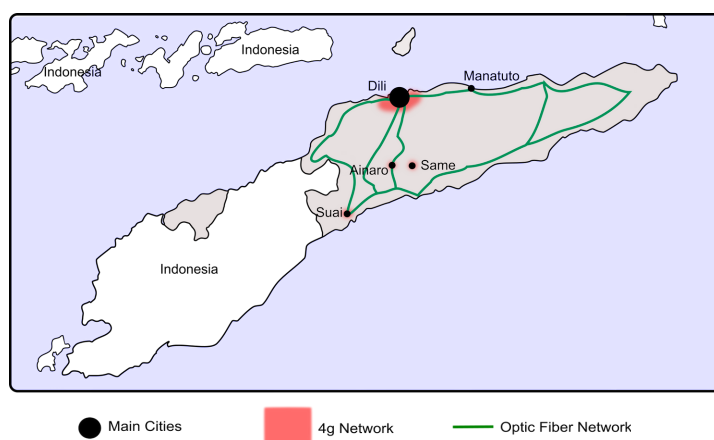 Indonesia
Indonesia
Dili
Manatuto
Ainaro
Same
Suai
Indonesia
Main Cities
4g Network
Optic Fiber Network